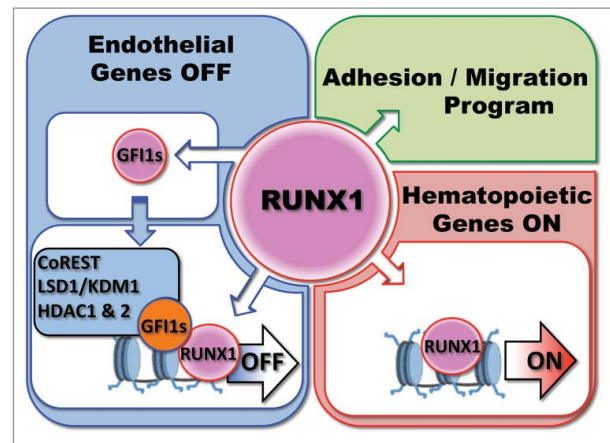 Endothelial
Genes OFF
Adhesion / Migration
Program
GFI1s
RUNX1
Hematopoietic
Genes ON
CoREST
LSD1/KDM1
HDAC1 & 2
GFI1s
RUNX1
OFF
RUNX1
ON